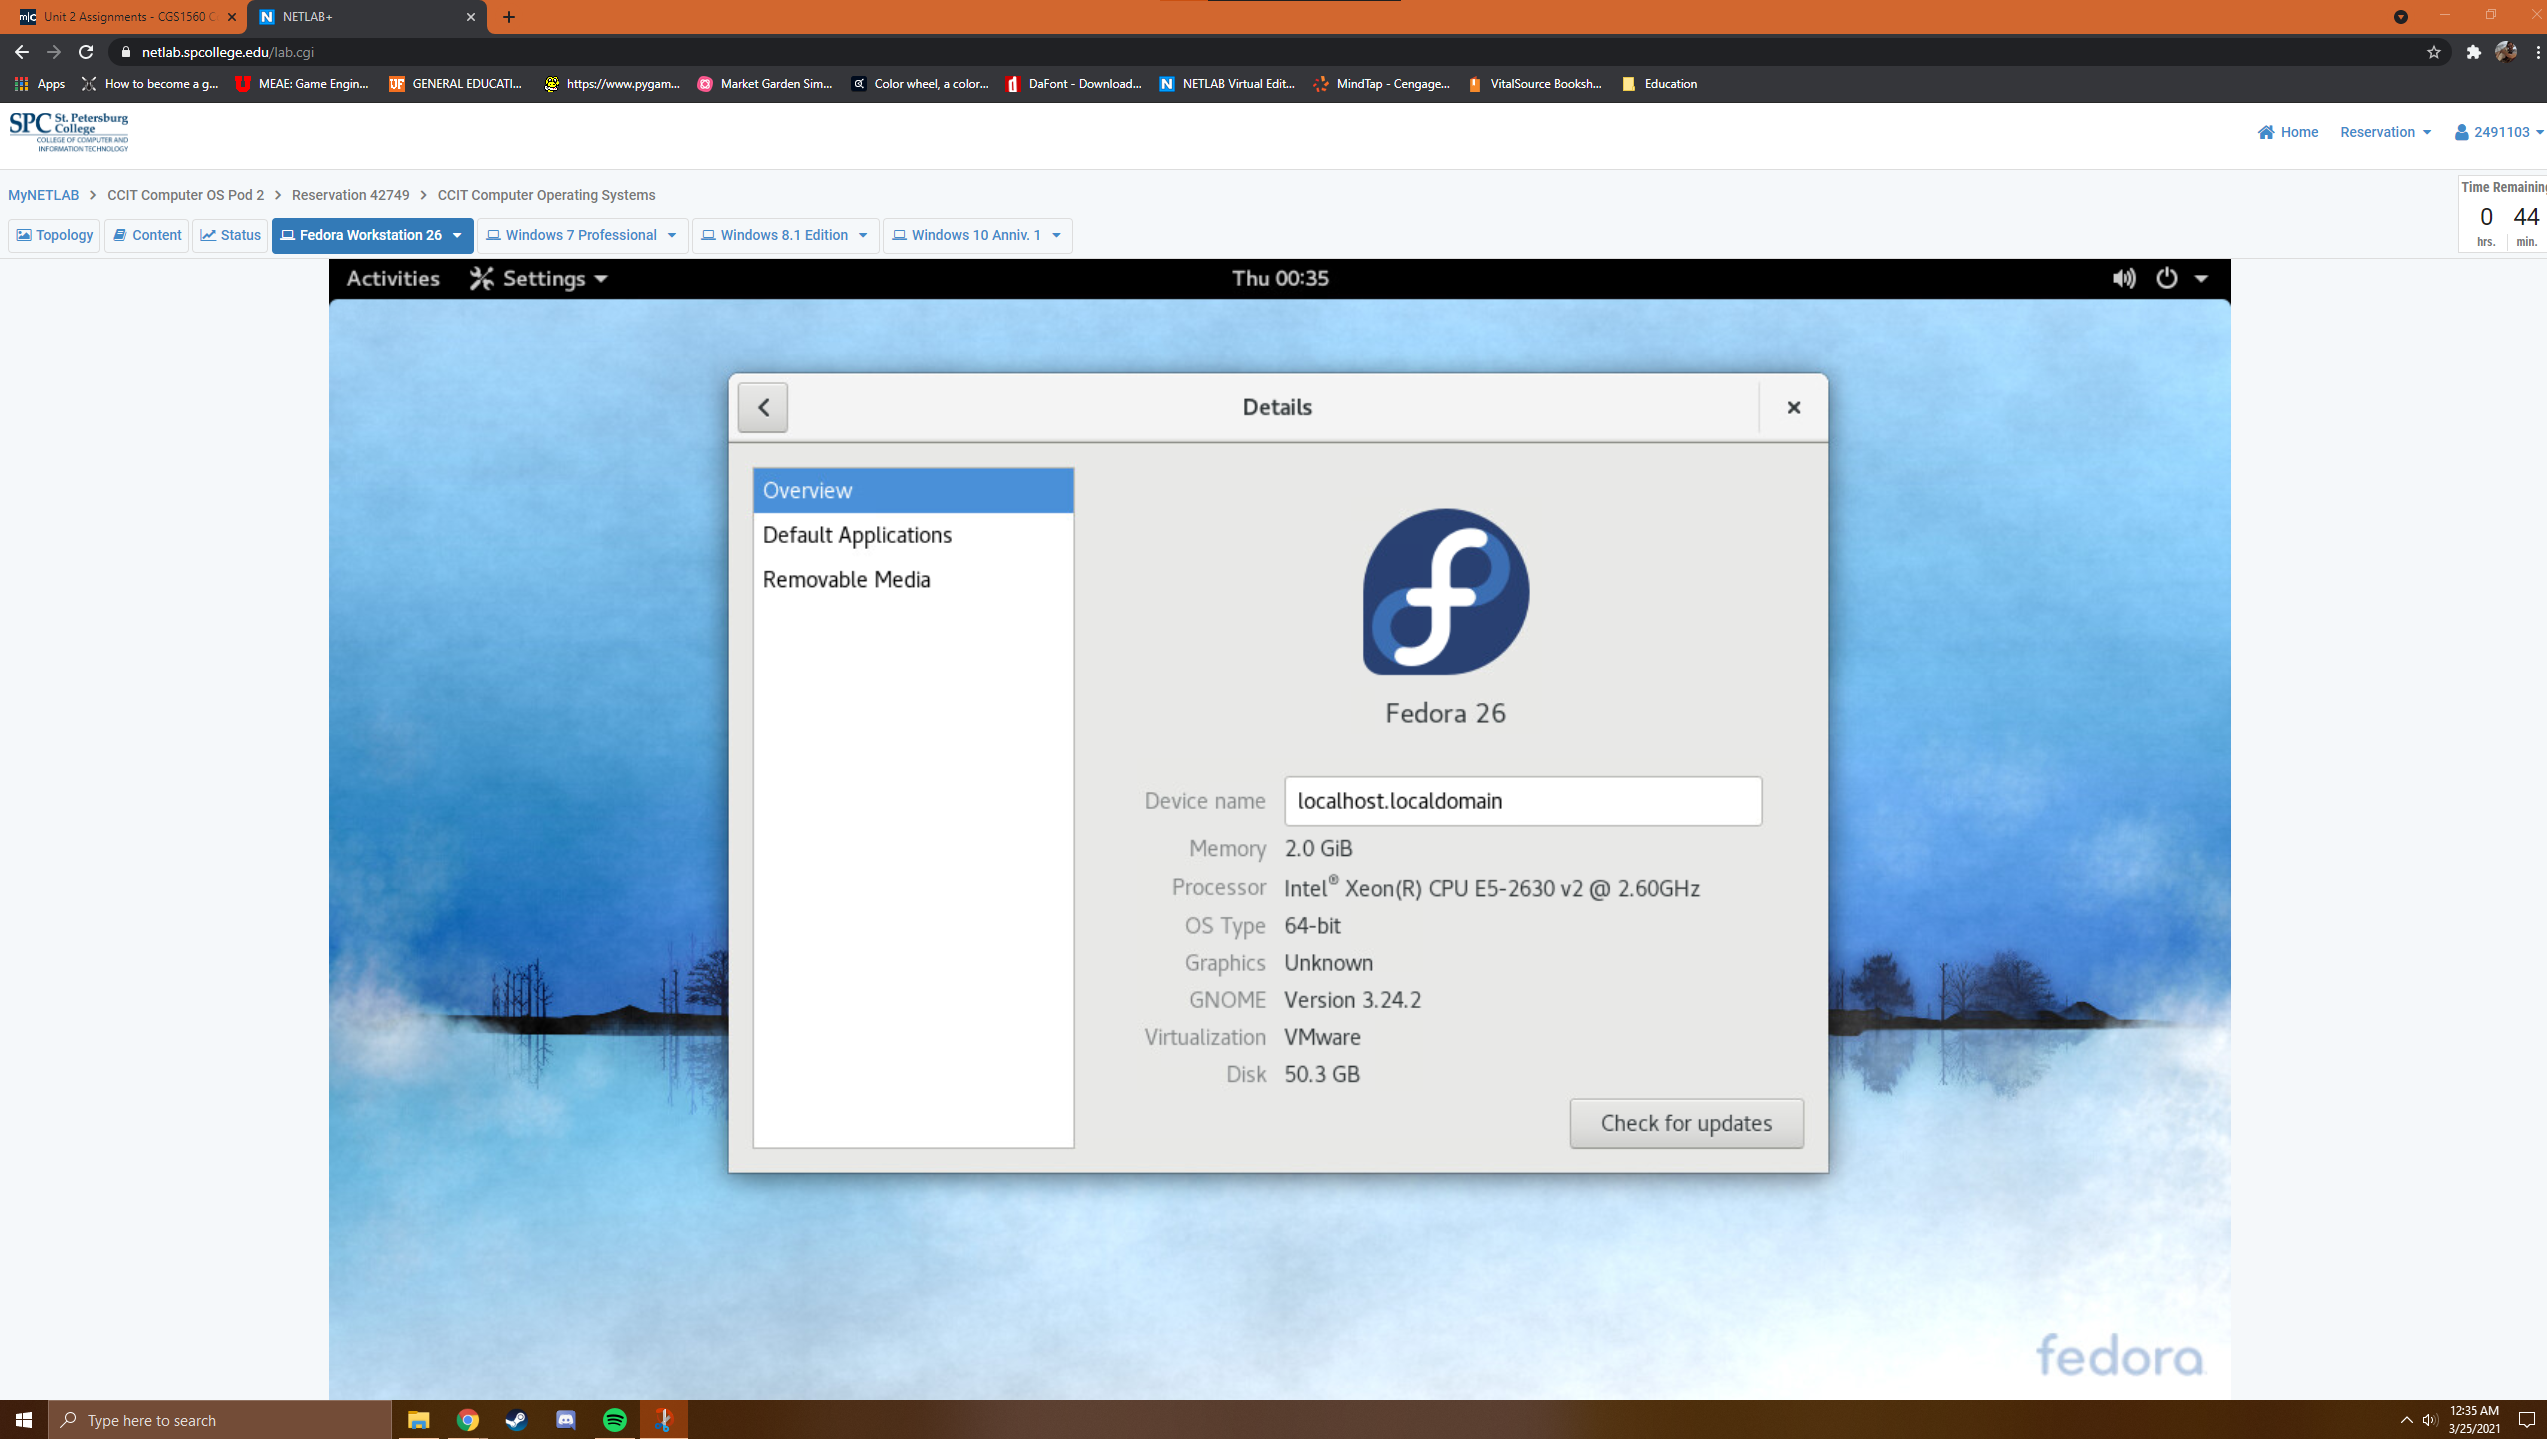 Unit 2 Assignments - CGS1560 C
NETLAB+
netlab.spcollege.edu/lab.cgi
Apps
How to become a g...
MEAE: Game Engin...
GENERAL EDUCATI...
https://www.pygam...
Market Garden Sim...
Color wheel, a color...
DaFont - Download...
NETLAB Virtual Edit...
MindTap - Cengage...
VitalSource Booksh...
Education
SPC St. Petersburg
College
COLLEGE OF COMPUTER AND
INFORMATION TECHNOLOGY
Home
Reservation
2491103
MyNETLAB > CCIT Computer OS Pod 2 > Reservation 42749 > CCIT Computer Operating Systems
Time Remaining
0 44
hrs. min.
Topology
Content
Status
Fedora Workstation 26
Windows 7 Professional
Windows 8.1 Edition
Windows 10 Anniv. 1
Activities
Settings
Thu 00:35
Details
Overview
Default Applications
Removable Media
Fedora 26
Device name localhost.localdomain
Memory 2.0 GiB
Processor Intel® Xeon(R) CPU E5-2630 v2 @ 2.60GHz
OS Type 64-bit
Graphics Unknown
GNOME Version 3.24.2
Virtualization VMware
Disk 50.3 GB
Check for updates
fedora
Type here to search
12:35 AM
3/25/2021